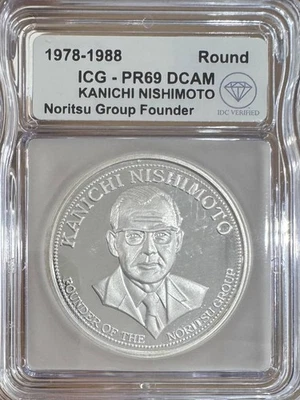 1978-1988 Round
ICG - PR69 DCAM
KANICHI NISHIMOTO
Noritsu Group Founder
IDC VERIFIED
KANICHI NISHIMOTO
FOUNDER OF THE NORITSU GROUP